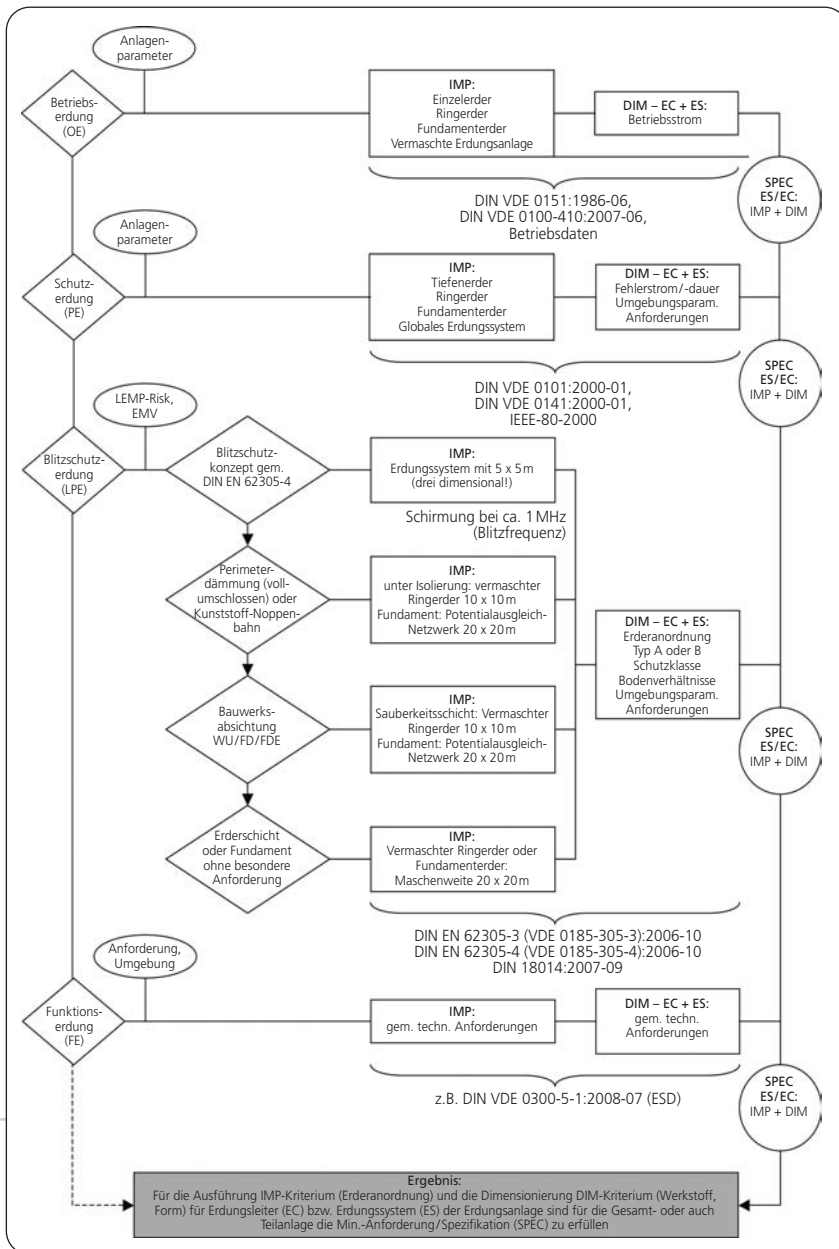 Anlagen-
parameter
Betriebs-
erdung
(OE)
IMP:
Einzelerder
Ringerder
Fundamenterder
Vermaschte Erdungsanlage
DIM – EC + ES:
Betriebsstrom
SPEC
ES/EC:
IMP + DIM
DIN VDE 0151:1986-06,
DIN VDE 0100-410:2007-06,
Betriebsdaten
Anlagen-
parameter
Schutz-
erdung
(PE)
IMP:
Tiefenerder
Ringerder
Fundamenterder
Globales Erdungssystem
DIM – EC + ES:
Fehlerstrom/-dauer
Umgebungsparam.
Anforderungen
SPEC
ES/EC:
IMP + DIM
DIN VDE 0101:2000-01,
DIN VDE 0141:2000-01,
IEEE-80-2000
LEMP-Risk,
EMV
Blitzschutz-
erdung
(LPE)
Blitzschutz-
konzept gem.
DIN EN 62305-4
IMP:
Erdungssystem mit 5 x 5 m
(drei dimensional!)
Schirmung bei ca. 1 MHz
(Blitzfrequenz)
Perimeter-
dämmung (voll-
umschlossen) oder
Kunststoff-Noppen-
bahn
IMP:
unter Isolierung: vermaschter
Ringerder 10 x 10 m
Fundament: Potentialausgleich-
Netzwerk 20 x 20 m
DIM – EC + ES:
Erderanordnung
Typ A oder B
Schutzklasse
Bodenverhältnisse
Umgebungsparam.
Anforderungen
Bauwerks-
absichtung
WU/FD/FDE
IMP:
Sauberkeitsschicht: Vermaschter
Ringerder 10 x 10 m
Fundament: Potentialausgleich-
Netzwerk 20 x 20 m
SPEC
ES/EC:
IMP + DIM
Erderschicht
oder Fundament
ohne besondere
Anforderung
IMP:
Vermaschter Ringerder oder
Fundamenterder:
Maschenweite 20 x 20 m
DIN EN 62305-3 (VDE 0185-305-3):2006-10
DIN EN 62305-4 (VDE 0185-305-4):2006-10
DIN 18014:2007-09
Anforderung,
Umgebung
Funktions-
erdung
(FE)
IMP:
gem. techn. Anforderungen
DIM – EC + ES:
gem. techn.
Anforderungen
z.B. DIN VDE 0300-5-1:2008-07 (ESD)
SPEC
ES/EC:
IMP + DIM
Ergebnis:
Für die Ausführung IMP-Kriterium (Erderanordnung) und die Dimensionierung DIM-Kriterium (Werkstoff,
Form) für Erdungsleiter (EC) bzw. Erdungssystem (ES) der Erdungsanlage sind für die Gesamt- oder auch
Teilanlage die Min.-Anforderung/Spezifikation (SPEC) zu erfüllen